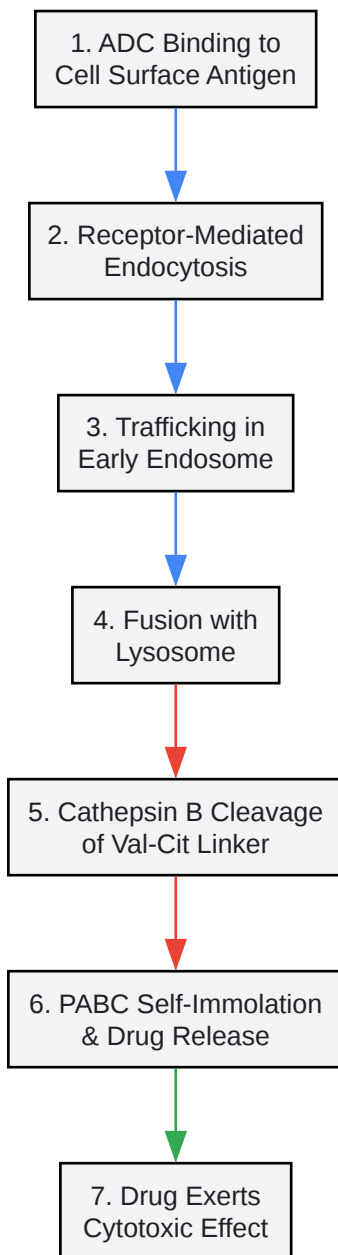 1. ADC Binding to
Cell Surface Antigen
2. Receptor-Mediated
Endocytosis
3. Trafficking in
Early Endosome
4. Fusion with
Lysosome
5. Cathepsin B Cleavage
of Val-Cit Linker
6. PABC Self-Immolation
& Drug Release
7. Drug Exerts
Cytotoxic Effect